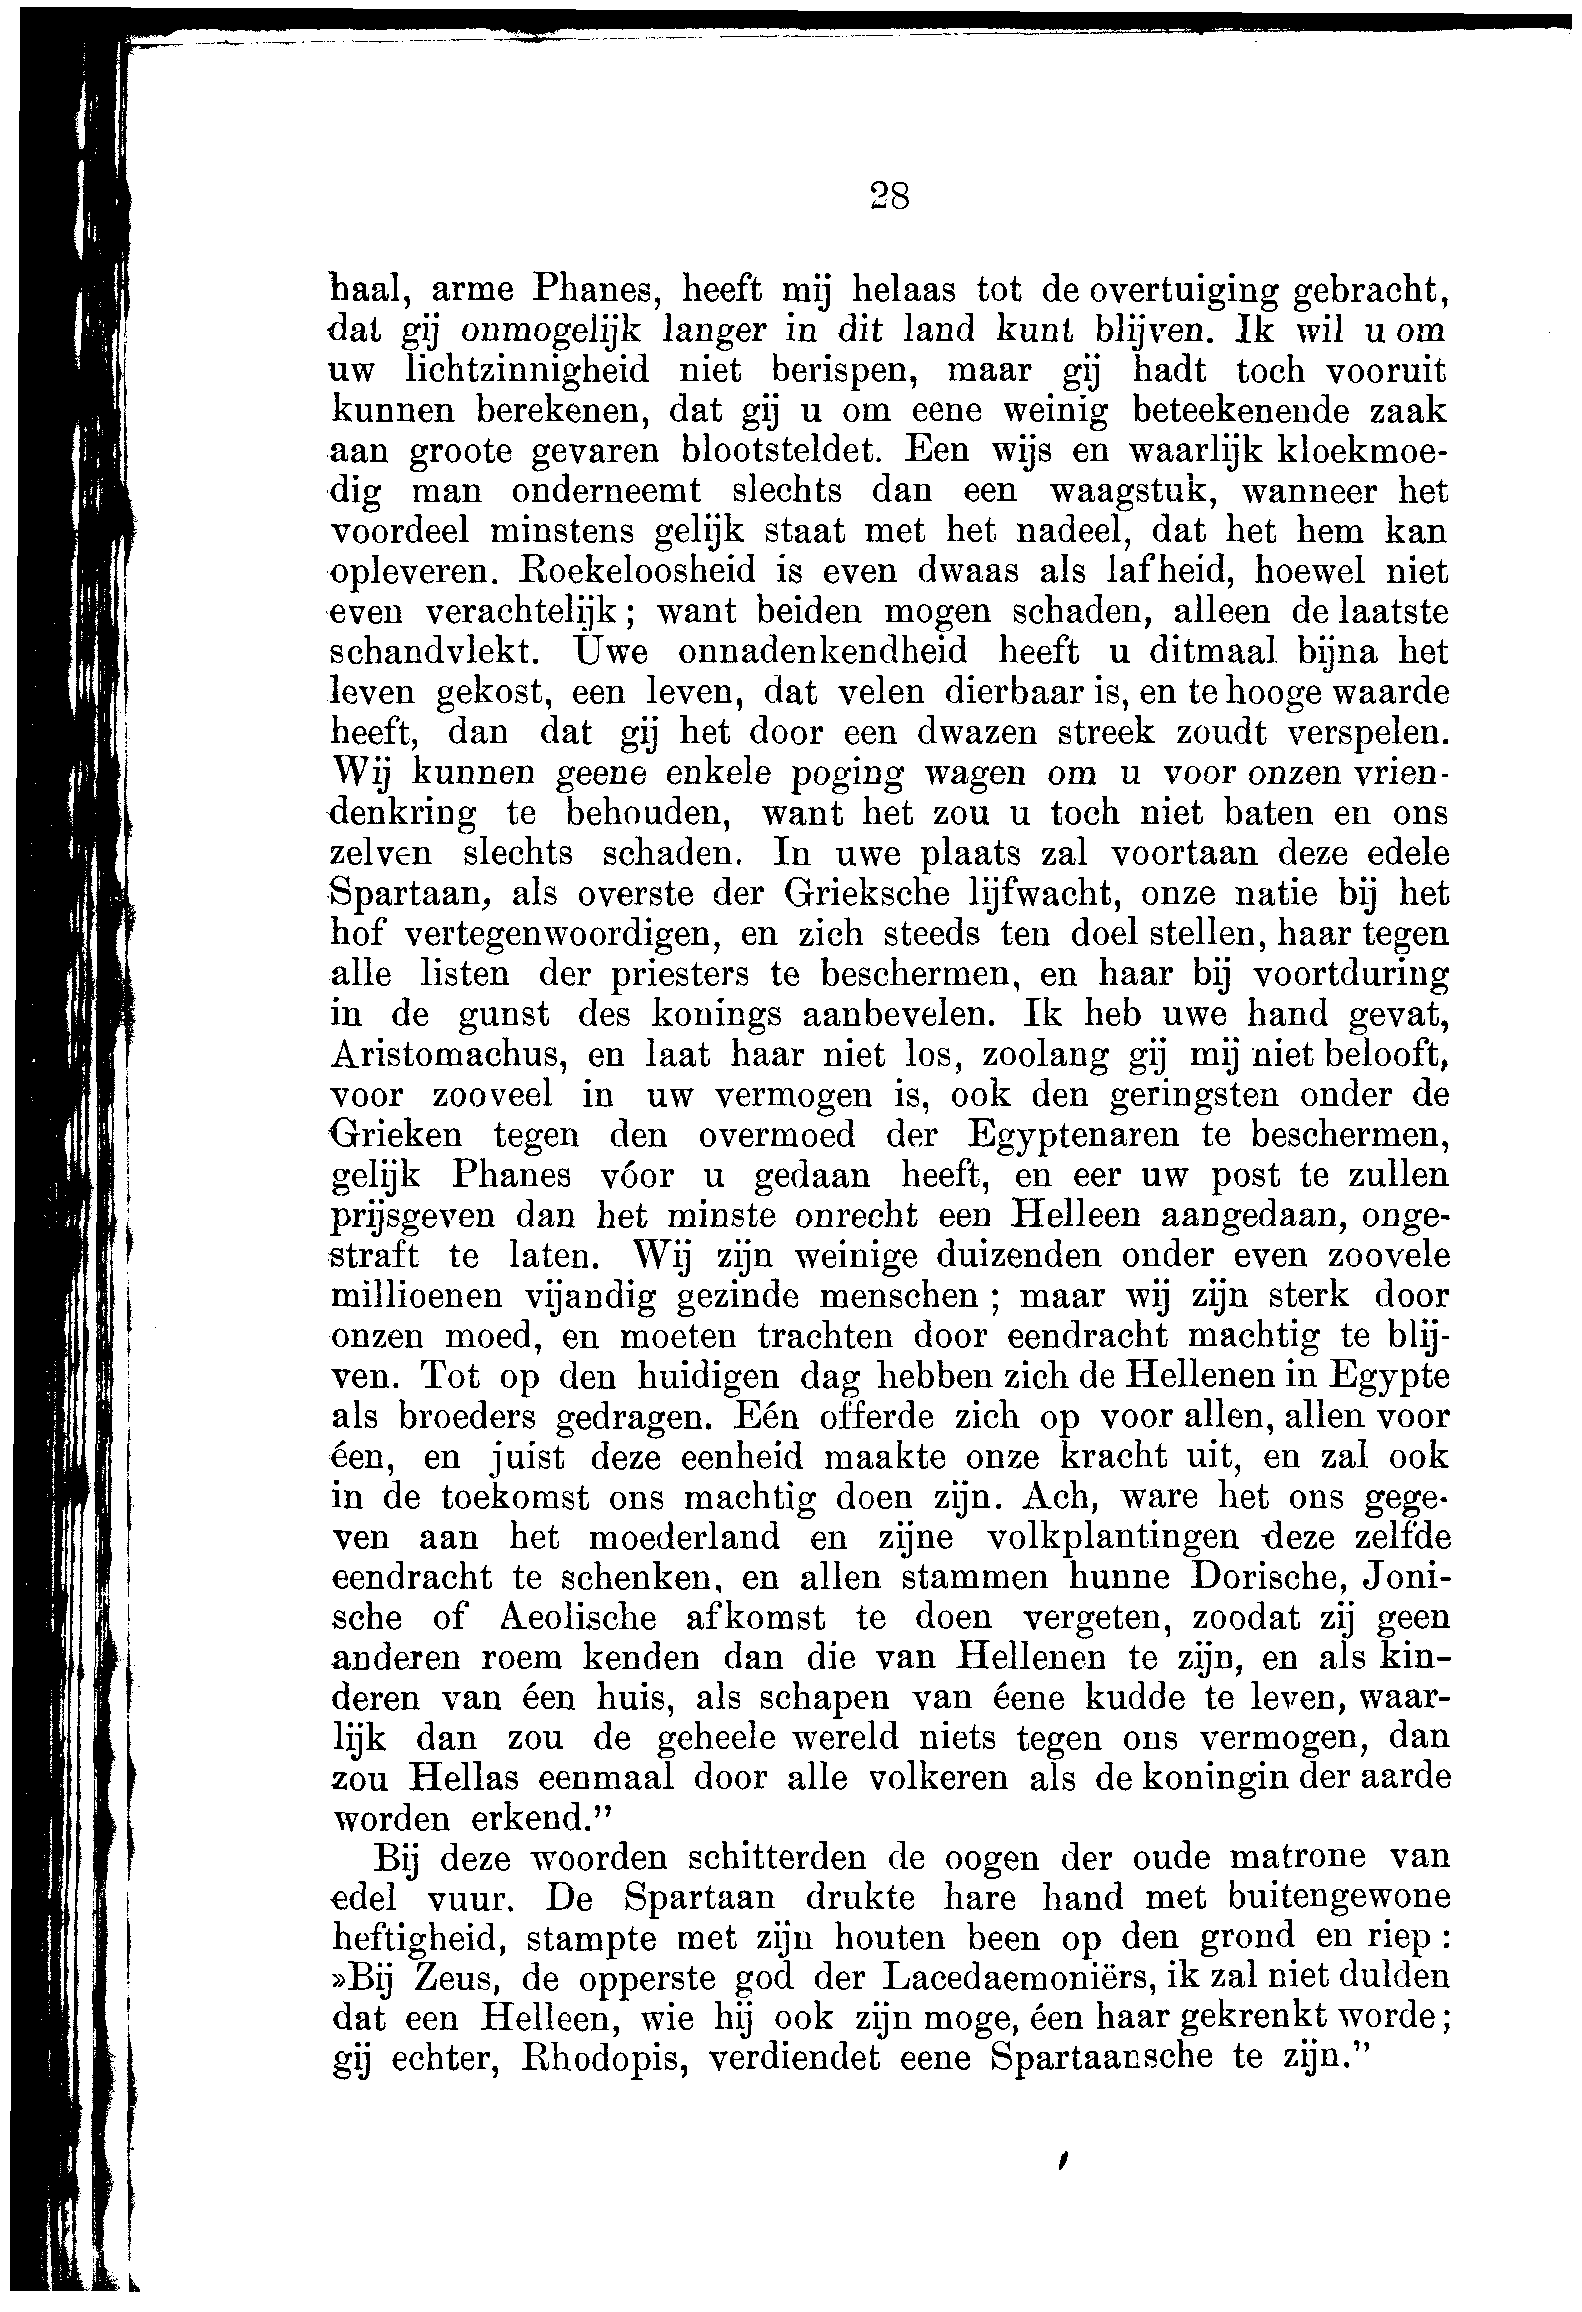 28
haal, arme Phanes, heeft mij helaas tot de overtuiging gebracht,
dat gij onmogelijk langer in dit land kunt blijven. Ik wil u om
uw lichtzinnigheid niet berispen, maar gij hadt toch vooruit
kunnen berekenen, dat gij u om eene weinig beteekenende zaak
aan groote gevaren blootsteldet. Een wijs en waarlijk kloekmoe-
dig man onderneemt slechts dan een waagstuk, wanneer het
voordeel minstens gelijk staat met het nadeel, dat het hem kan
opleveren. Roekeloosheid is even dwaas als lafheid, hoewel niet
even verachtelijk; want beiden mogen schaden, alleen de laatste
schandvlekt. Uwe onnadenkendheid heeft u ditmaal bijna het
leven gekost, een leven, dat velen dierbaar is, en te hooge waarde
heeft, dan dat gij het door een dwazen streek zoudt verspelen.
Wij kunnen geene enkele poging wagen om u voor onzen vrien-
denkring te behouden, want het zou u toch niet baten en ons
zelven slechts schaden. In uwe plaats zal voortaan deze edele
Spartaan, als overste der Grieksche lijfwacht, onze natie bij het
hof vertegenwoordigen, en zich steeds ten doel stellen, haar tegen
alle listen der priesters te beschermen, en haar bij voortduring
in de gunst des konings aanbevelen. Ik heb uwe hand gevat,
Aristomachus, en laat haar niet los, zoolang gij mij niet belooft,
voor zooveel in uw vermogen is, ook den geringsten onder de
Grieken tegen den overmoed der Egyptenaren te beschermen,
gelijk Phanes vóor u gedaan heeft, en eer uw post te zullen
prijsgeven dan het minste onrecht een Helleen aangedaan, onge-
straft te laten. Wij zijn weinige duizenden onder even zoovele
millioenen vijandig gezinde menschen; maar wij zijn sterk door
onzen moed, en moeten trachten door eendracht machtig te blij-
ven. Tot op den huidigen dag hebben zich de Hellenen in Egypte
als broeders gedragen. Eén offerde zich op voor allen, allen voor
éen, en juist deze eenheid maakte onze kracht uit, en zal ook
in de toekomst ons machtig doen zijn. Ach, ware het ons gege-
ven aan het moederland en zijne volkplantingen deze zelfde
eendracht te schenken, en allen stammen hunne Dorische, Joni-
sche of Aeolische afkomst te doen vergeten, zoodat zij geen
anderen roem kenden dan die van Hellenen te zijn, en als kin-
deren van éen huis, als schapen van éene kudde te leven, waar-
lijk dan zou de geheele wereld niets tegen ons vermogen, dan
zou Hellas eenmaal door alle volkeren als de koningin der aarde
worden erkend."
Bij deze woorden schitterden de oogen der oude matrone van
edel vuur. De Spartaan drukte hare hand met buitengewone
heftigheid, stampte met zijn houten been op den grond en riep:
»Bij Zeus, de opperste god der Lacedaemoniërs, ik zal niet dulden
dat een Helleen, wie hij ook zijn moge, éen haar gekrenkt worde;
gij echter, Rhodopis, verdiendet eene Spartaansche te zijn."